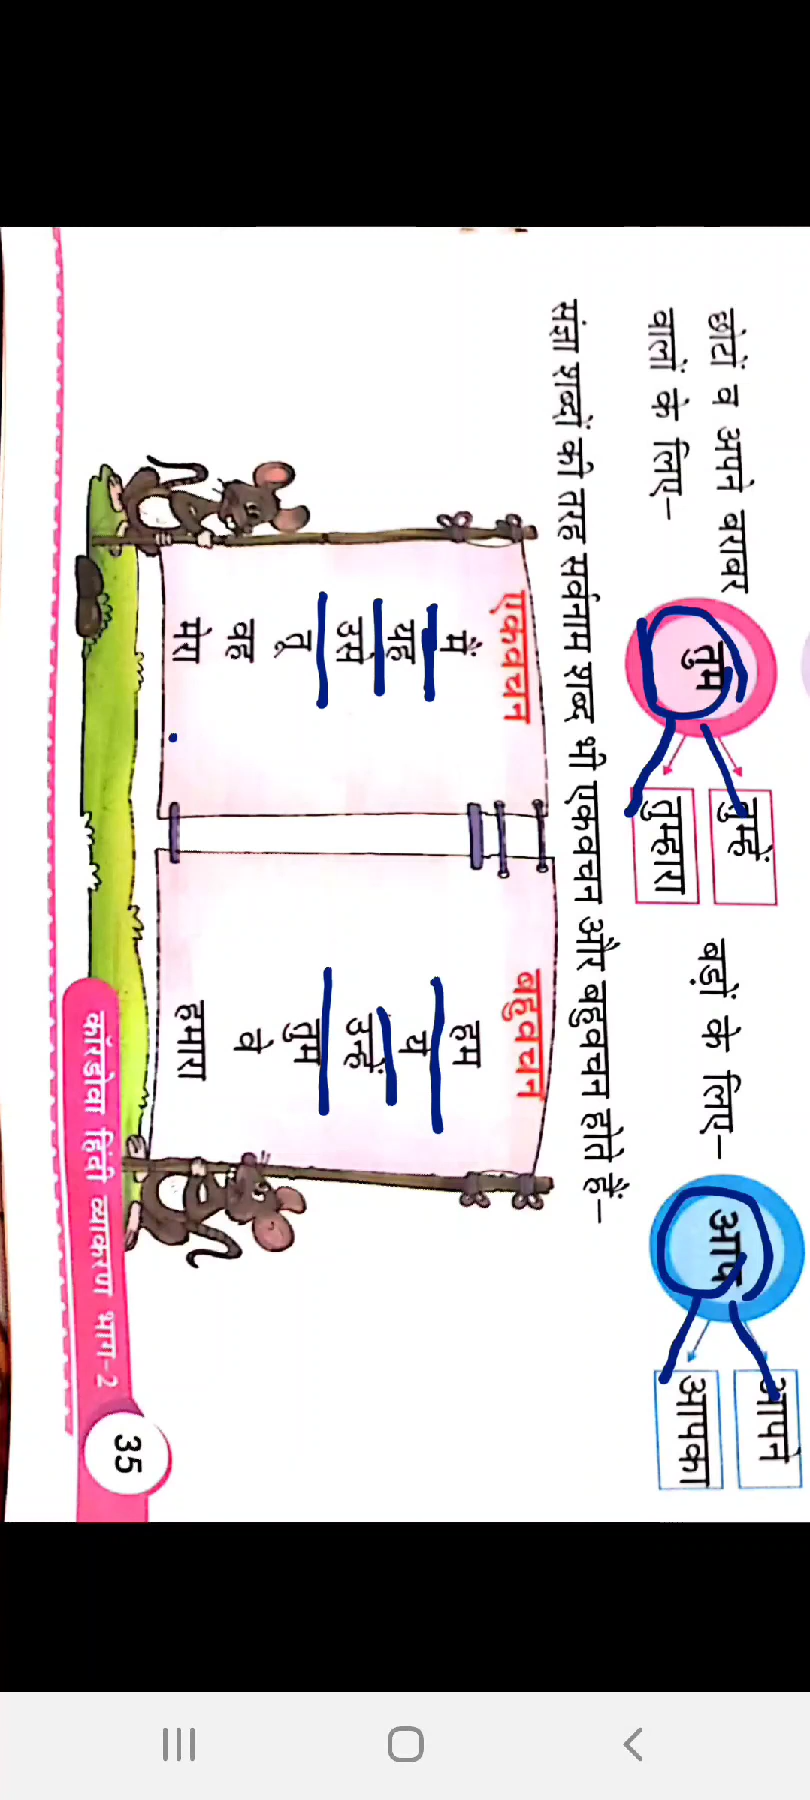 छोटों व अपने बराबर
वालों के लिए–
तुम
तुम्हें
तुम्हारा
बड़ों के लिए–
आप
आपने
आपका
संज्ञा शब्दों की तरह सर्वनाम शब्द भी एकवचन और बहुवचन होते हैं–
एकवचन बहुवचन
मैं हम
यह ये
उसे उन्हें
तू तुम
वह वे
मेरा हमारा
कॉरडोवा हिंदी व्याकरण भाग-2 35